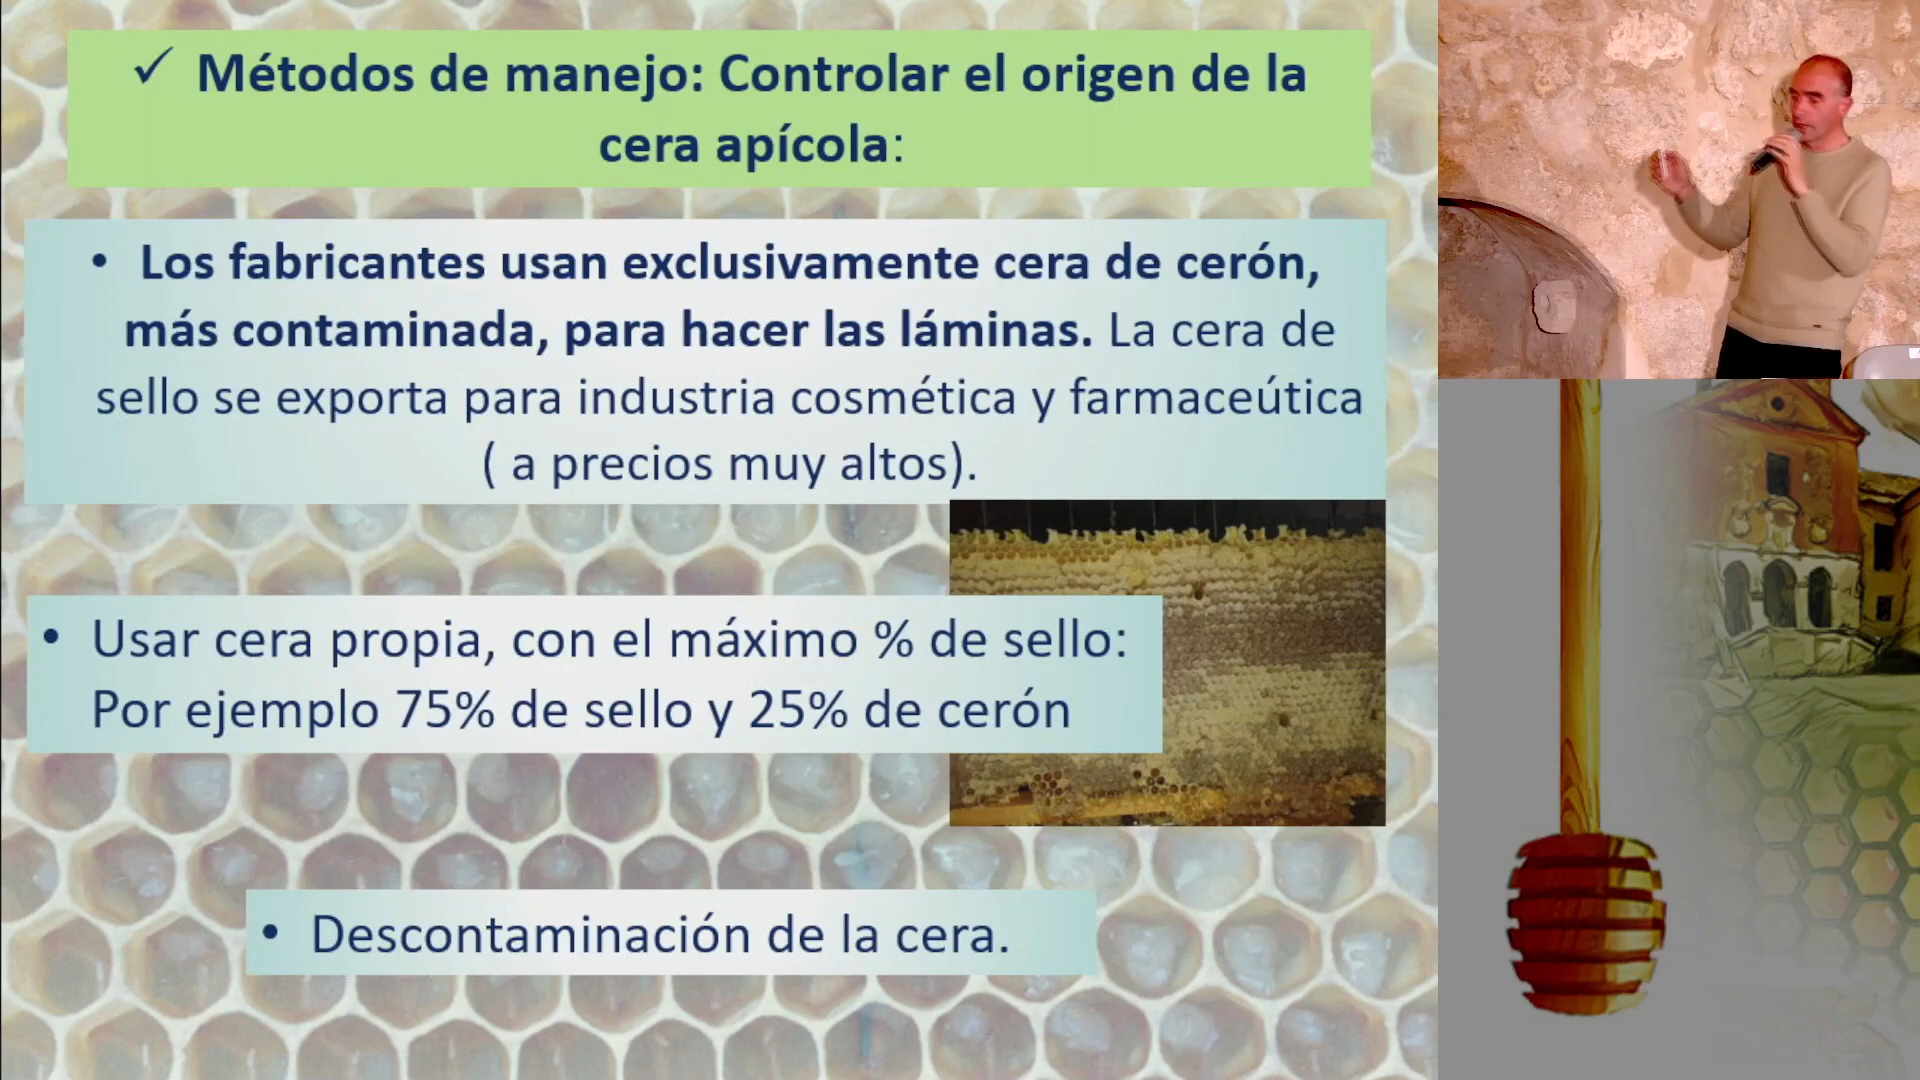 ✓ Métodos de manejo: Controlar el origen de la
cera apícola:
• Los fabricantes usan exclusivamente cera de cerón,
más contaminada, para hacer las láminas. La cera de
sello se exporta para industria cosmética y farmaceútica
( a precios muy altos).
• Usar cera propia, con el máximo % de sello:
Por ejemplo 75% de sello y 25% de cerón
• Descontaminación de la cera.